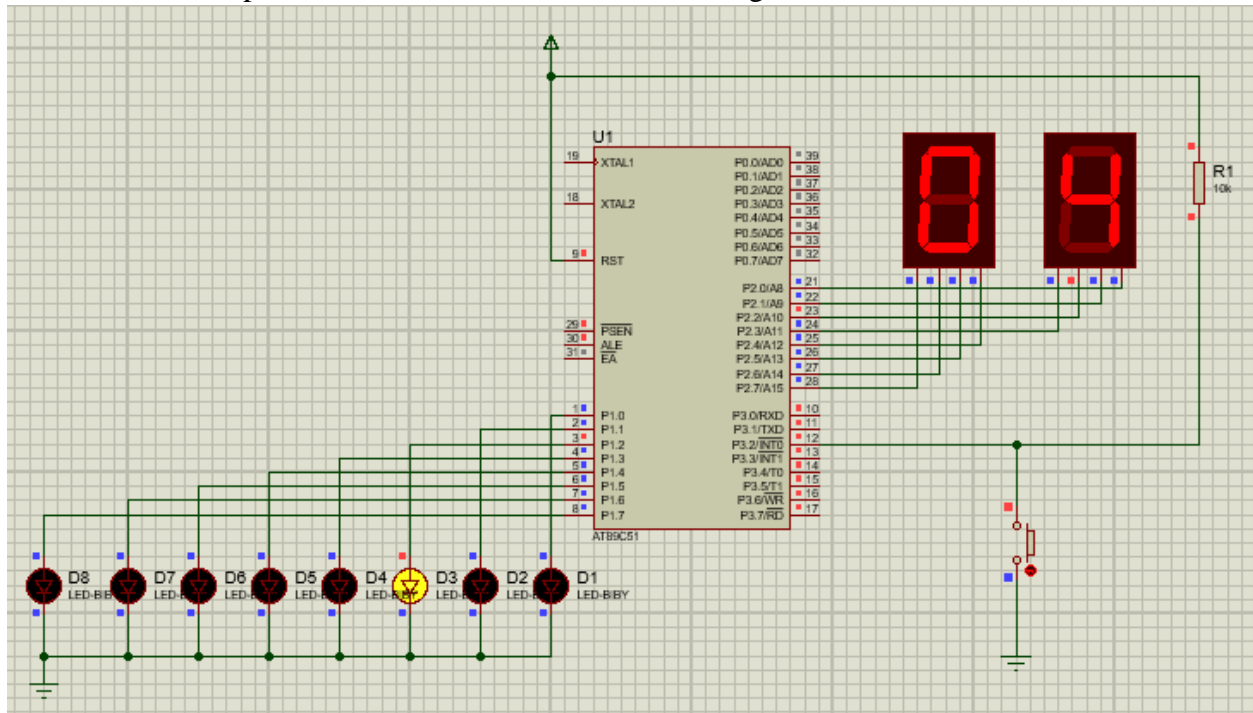 U1
19 XTAL1
18 XTAL2
9 RST
29 PSEN
30 ALE
31 EA
1 P1.0
2 P1.1
3 P1.2
4 P1.3
5 P1.4
6 P1.5
7 P1.6
8 P1.7
P0.0/AD0 39
P0.1/AD1 38
P0.2/AD2 37
P0.3/AD3 36
P0.4/AD4 35
P0.5/AD5 34
P0.6/AD6 33
P0.7/AD7 32
P2.0/A8 21
P2.1/A9 22
P2.2/A10 23
P2.3/A11 24
P2.4/A12 25
P2.5/A13 26
P2.6/A14 27
P2.7/A15 28
P3.0/RXD 10
P3.1/TXD 11
P3.2/INT0 12
P3.3/INT1 13
P3.4/T0 14
P3.5/T1 15
P3.6/WR 16
P3.7/RD 17
AT89C51
04
R1
10k
D8 D7 D6 D5 D4 D3 D2 D1
LED-BIBY